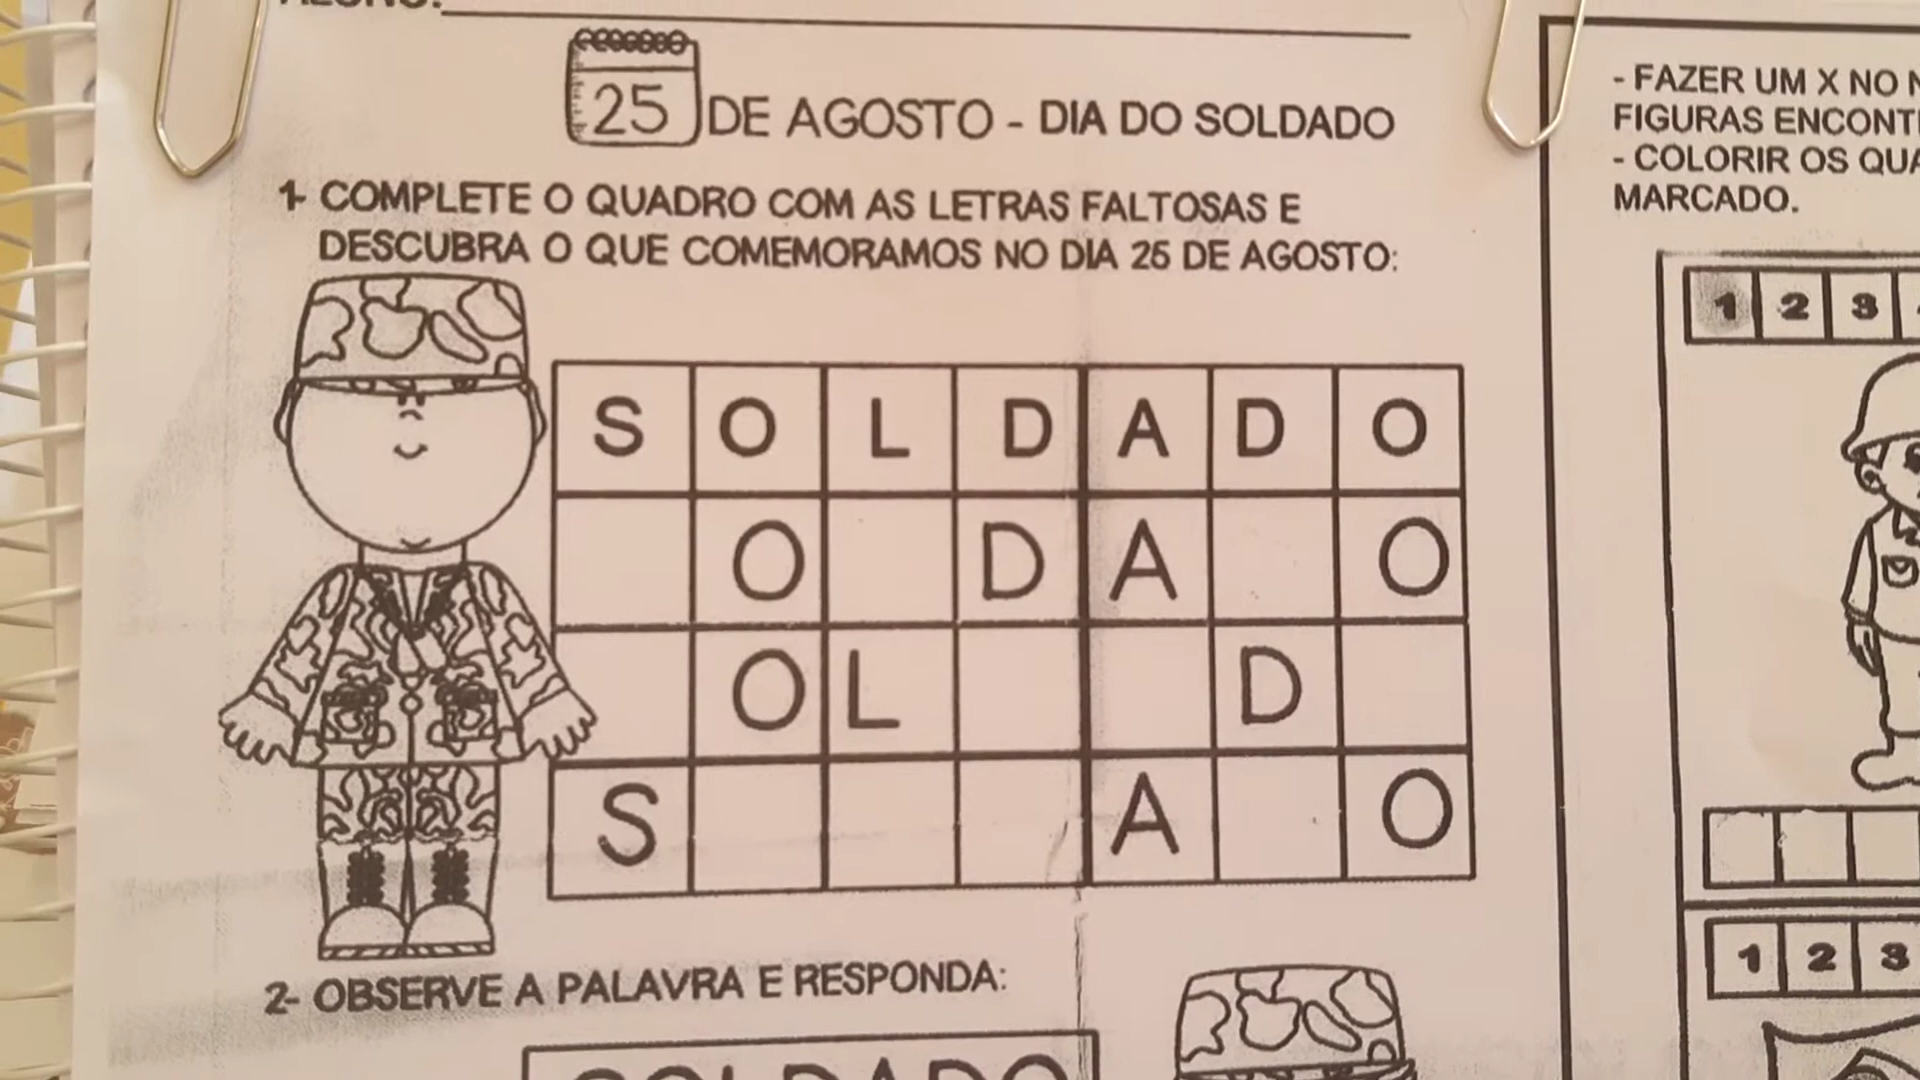 25 DE AGOSTO - DIA DO SOLDADO
1- COMPLETE O QUADRO COM AS LETRAS FALTOSAS E
DESCUBRA O QUE COMEMORAMOS NO DIA 25 DE AGOSTO:
S O L D A D O
O D A O
O L D
S A O
2- OBSERVE A PALAVRA E RESPONDA:
SOLDADO
- FAZER UM X NO
FIGURAS
- COLORIR OS
MARCADO.
1 2 3
1 2 3